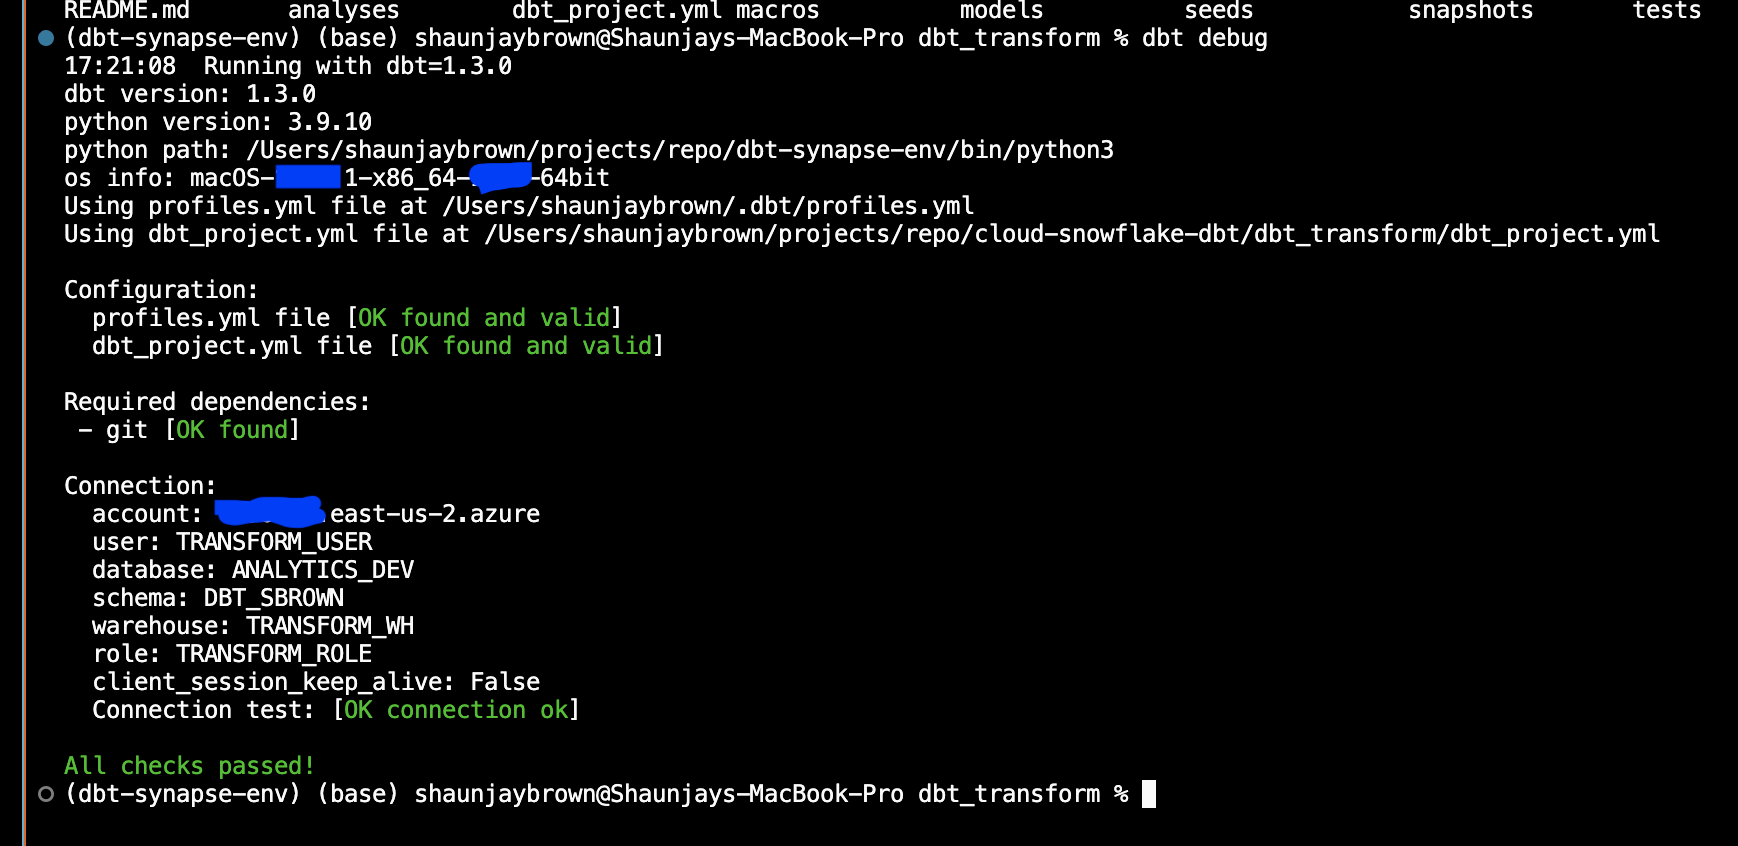 README.md analyses dbt_project.yml macros models seeds snapshots tests
(dbt-synapse-env) (base) shaunjaybrown@Shaunjays-MacBook-Pro dbt_transform % dbt debug
17:21:08  Running with dbt=1.3.0
dbt version: 1.3.0
python version: 3.9.10
python path: /Users/shaunjaybrown/projects/repo/dbt-synapse-env/bin/python3
os info: macOS- 1-x86_64- -64bit
Using profiles.yml file at /Users/shaunjaybrown/.dbt/profiles.yml
Using dbt_project.yml file at /Users/shaunjaybrown/projects/repo/cloud-snowflake-dbt/dbt_transform/dbt_project.yml
Configuration:
profiles.yml file [OK found and valid]
dbt_project.yml file [OK found and valid]
Required dependencies:
- git [OK found]
Connection:
account: east-us-2.azure
user: TRANSFORM_USER
database: ANALYTICS_DEV
schema: DBT_SBROWN
warehouse: TRANSFORM_WH
role: TRANSFORM_ROLE
client_session_keep_alive: False
Connection test: [OK connection ok]
All checks passed!
(dbt-synapse-env) (base) shaunjaybrown@Shaunjays-MacBook-Pro dbt_transform %